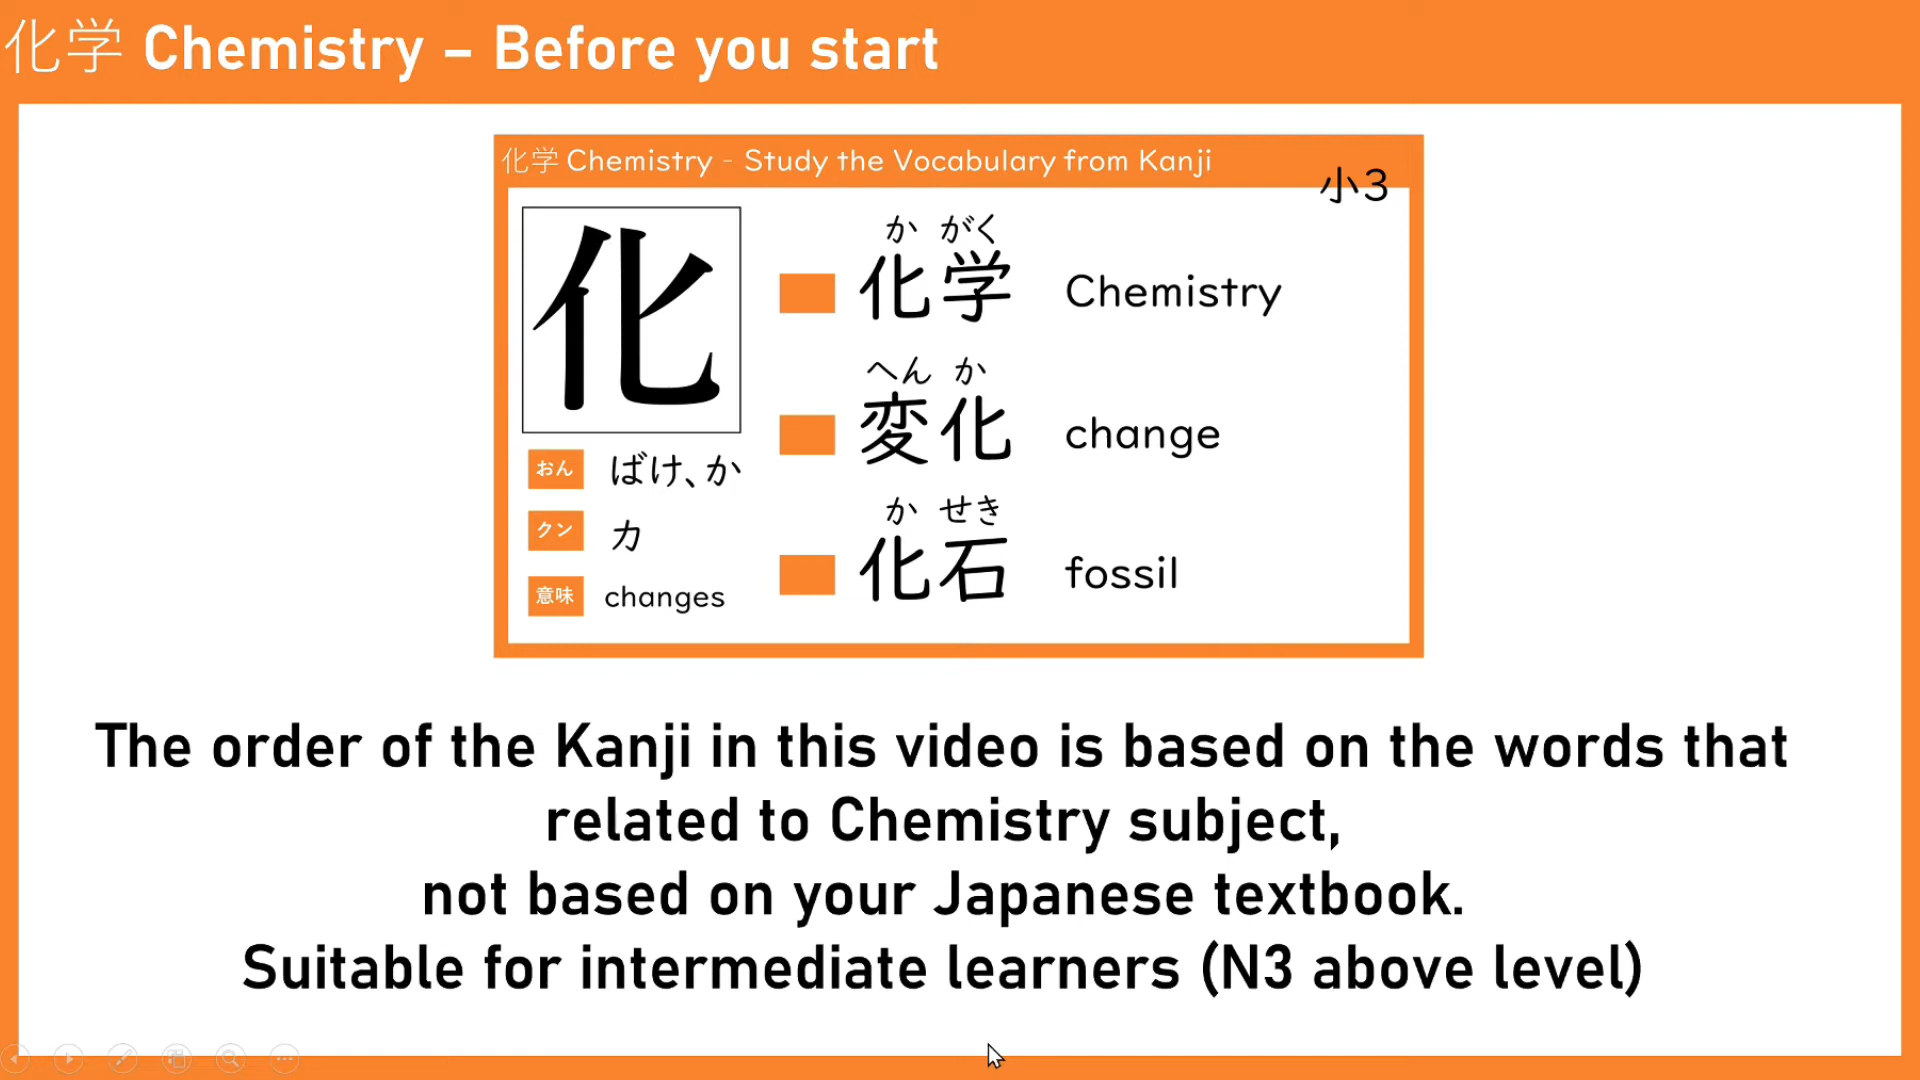 化学 Chemistry – Before you start
化学 Chemistry - Study the Vocabulary from Kanji
小3
化
おん ばけ、か
クン カ
意味 changes
か がく
化学 Chemistry
へん か
変化 change
か せき
化石 fossil
The order of the Kanji in this video is based on the words that
related to Chemistry subject,
not based on your Japanese textbook.
Suitable for intermediate learners (N3 above level)